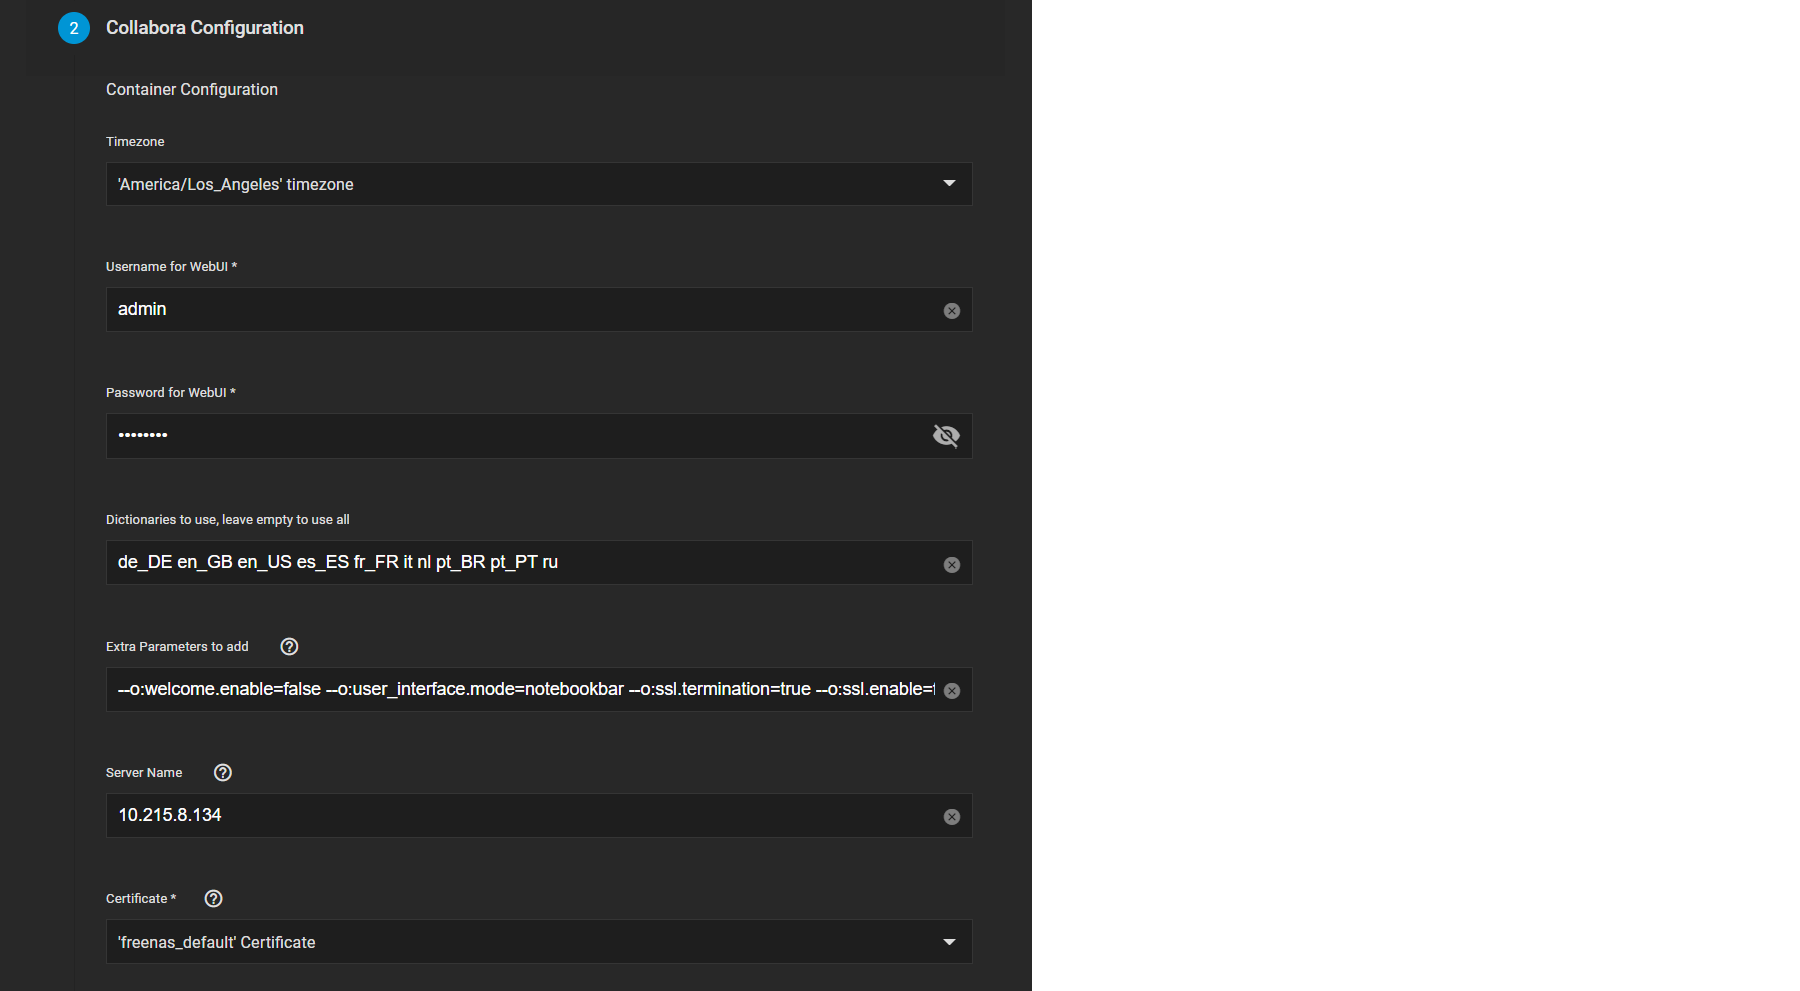 2
Collabora Configuration
Container Configuration
Timezone
'America/Los_Angeles' timezone
Username for WebUI *
admin
Password for WebUI *
••••••••
Dictionaries to use, leave empty to use all
de_DE en_GB en_US es_ES fr_FR it nl pt_BR pt_PT ru
Extra Parameters to add
--o:welcome.enable=false --o:user_interface.mode=notebookbar --o:ssl.termination=true --o:ssl.enable=
Server Name
10.215.8.134
Certificate *
'freenas_default' Certificate